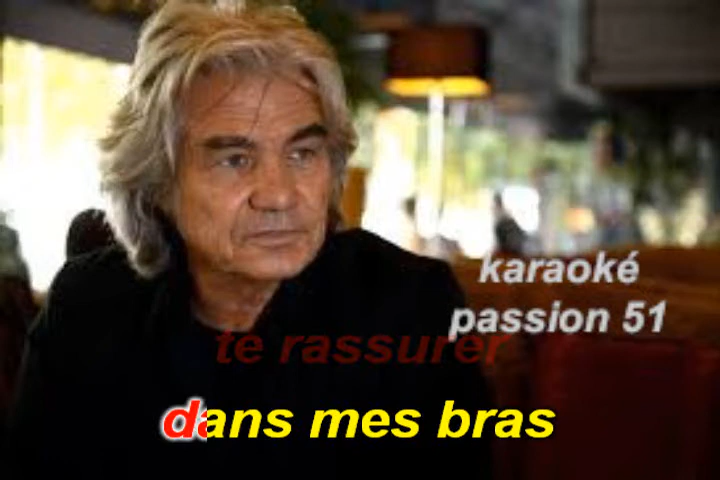 karaoké
passion 51
te rassurer
dans mes bras